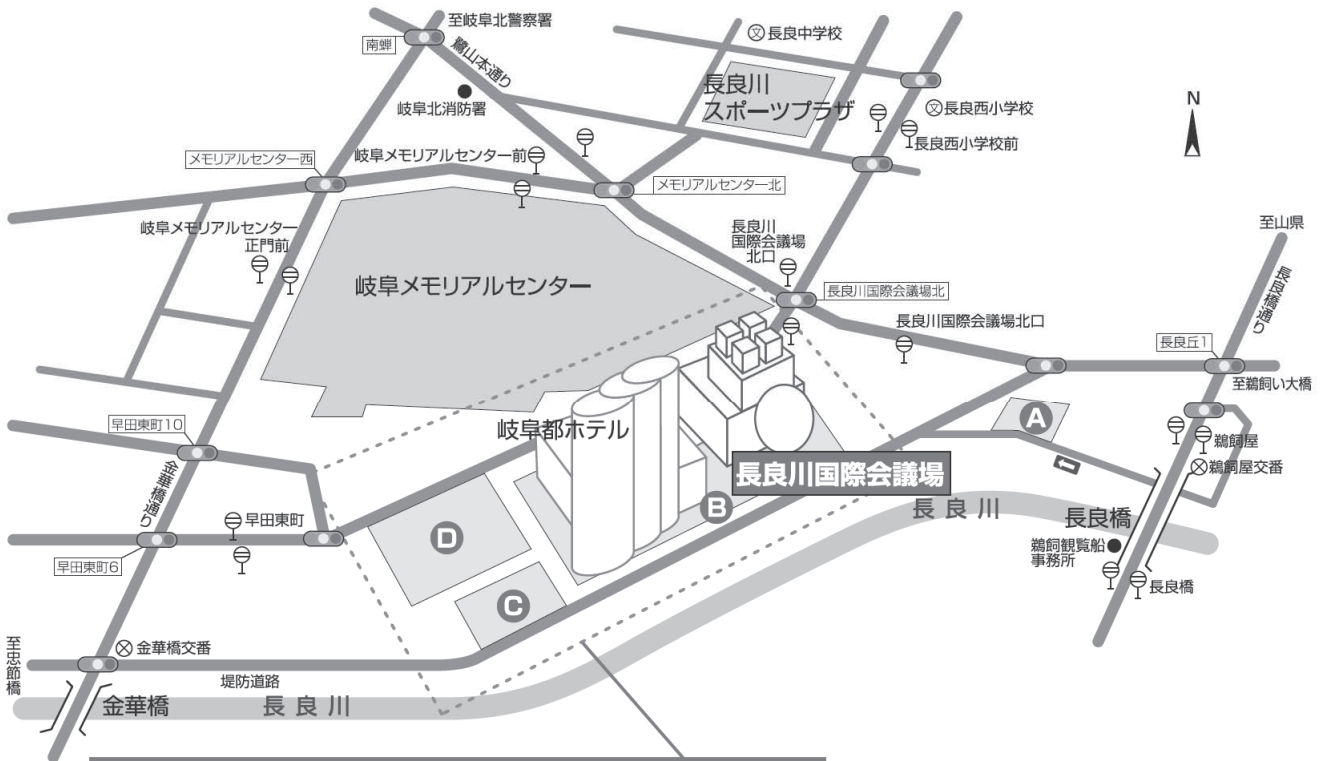 至岐阜北警察署
南蝉
鷺山本通り
岐阜北消防署
文長良中学校
長良川
スポーツプラザ
文長良西小学校
長良西小学校前
N
メモリアルセンター西
岐阜メモリアルセンター前
メモリアルセンター北
岐阜メモリアルセンター
正門前
長良川
国際会議場
北口
至山県
長良橋通り
岐阜メモリアルセンター
長良川国際会議場北
長良川国際会議場北口
長良丘1
至鵜飼い大橋
早田東町10
岐阜都ホテル
A
鵜飼屋
鵜飼屋交番
長良川国際会議場
金華橋通り
B
長良川
長良橋
早田東町
D
鵜飼観覧船
事務所
早田東町6
長良橋
C
至忠節橋
金華橋交番
堤防道路
金華橋
長良川